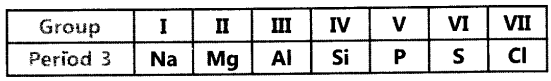 Group I II III IV V VI VII
Period 3 Na Mg Al Si P S Cl